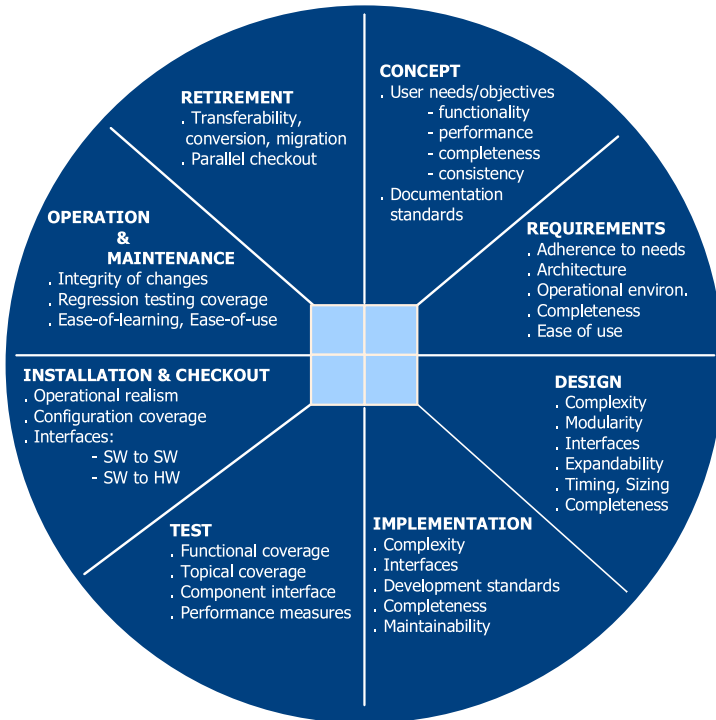 CONCEPT
. User needs/objectives
- functionality
- performance
- completeness
- consistency
. Documentation
standards
REQUIREMENTS
. Adherence to needs
. Architecture
. Operational environ.
. Completeness
. Ease of use
DESIGN
. Complexity
. Modularity
. Interfaces
. Expandability
. Timing, Sizing
. Completeness
IMPLEMENTATION
. Complexity
. Interfaces
. Development standards
. Completeness
. Maintainability
TEST
. Functional coverage
. Topical coverage
. Component interface
. Performance measures
INSTALLATION & CHECKOUT
. Operational realism
. Configuration coverage
. Interfaces:
- SW to SW
- SW to HW
OPERATION
&
MAINTENANCE
. Integrity of changes
. Regression testing coverage
. Ease-of-learning, Ease-of-use
RETIREMENT
. Transferability,
conversion, migration
. Parallel checkout